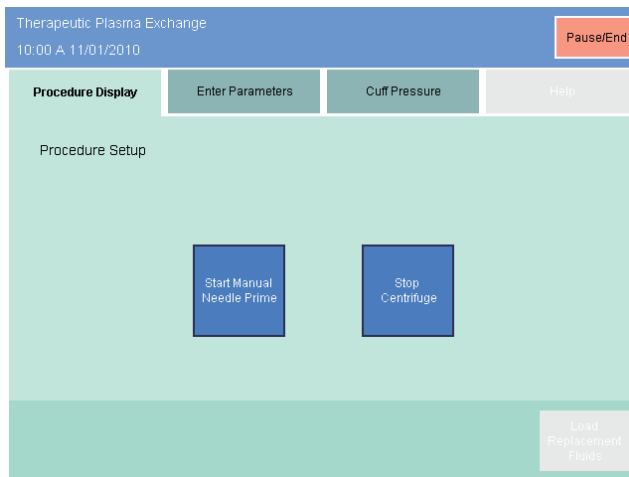 Therapeutic Plasma Exchange
10:00 A 11/01/2010
Pause/End
Procedure Display
Enter Parameters
Cuff Pressure
Help
Procedure Setup
Start Manual
Needle Prime
Stop
Centrifuge
Load
Replacement
Fluids